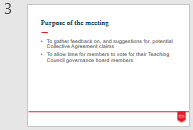 3
Purpose of the meeting
• To gather feedback on, and suggestions for, potential
Collective Agreement claims
• To allow time for members to vote for their Teaching
Council governance board members